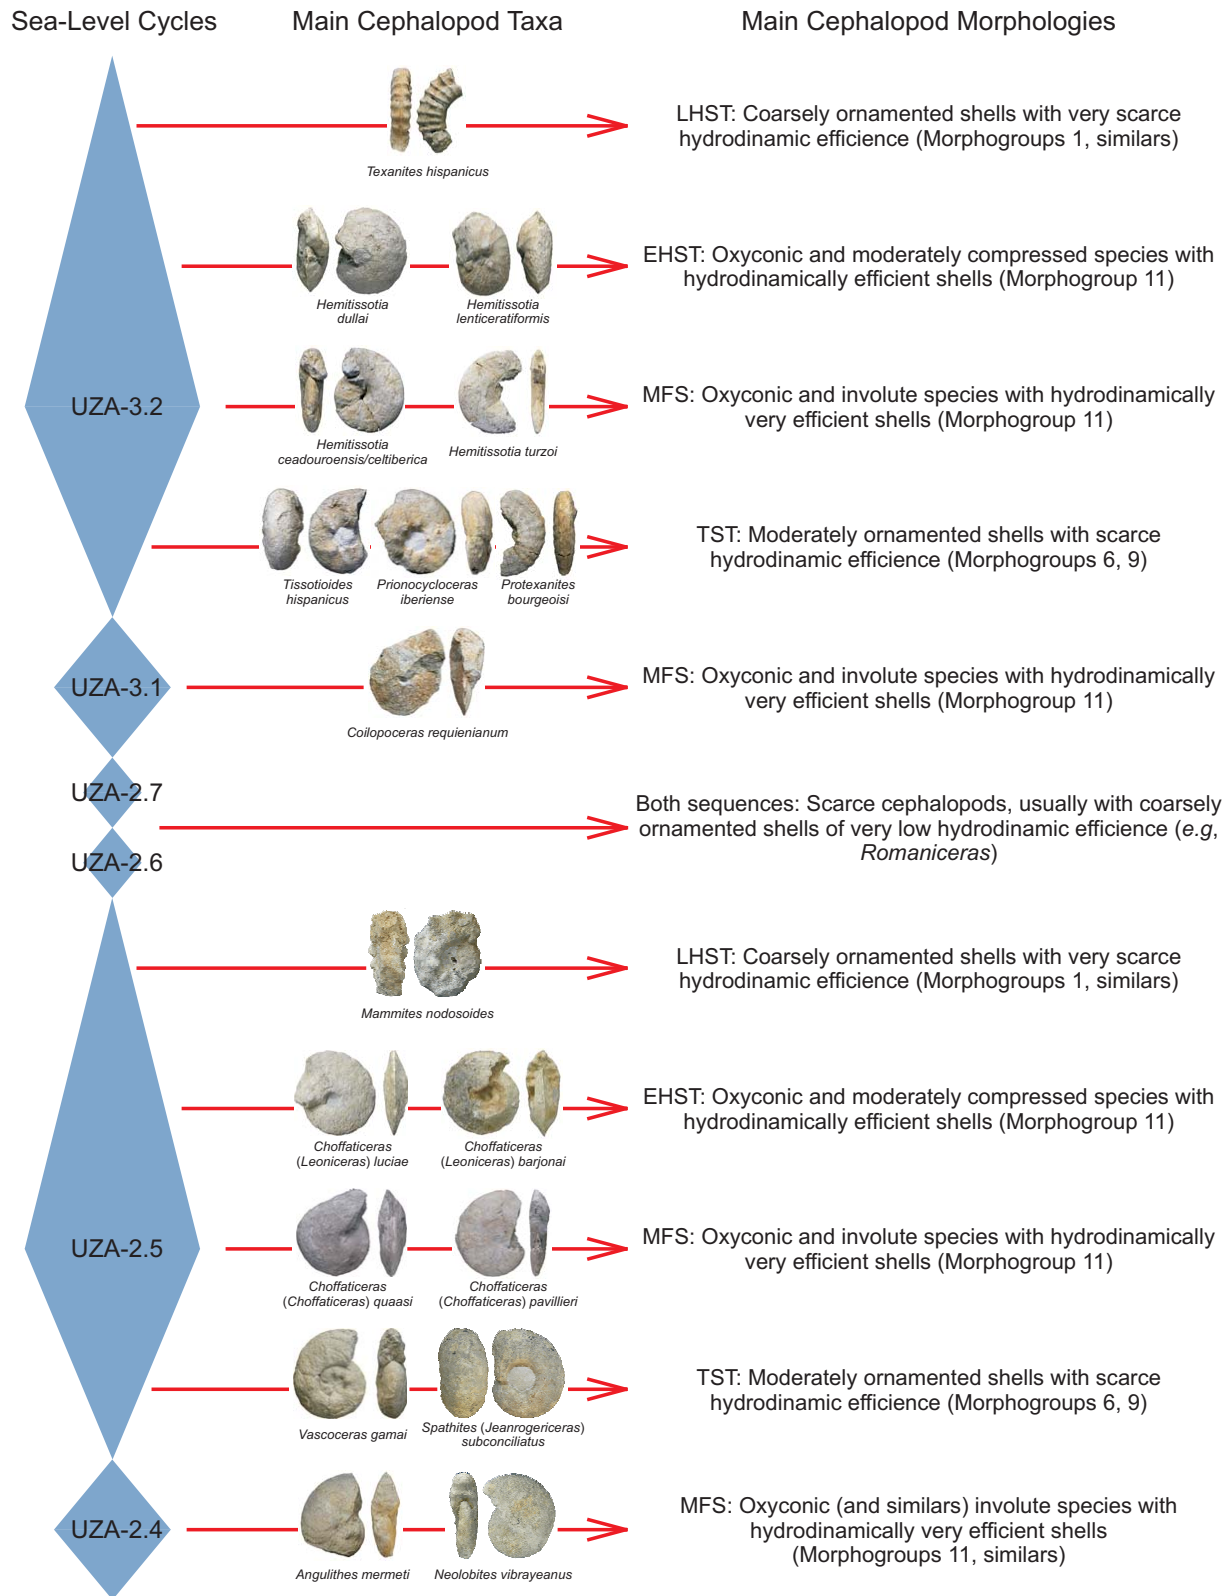 Sea-Level Cycles
Main Cephalopod Taxa
Main Cephalopod Morphologies
Texanites hispanicus
LHST: Coarsely ornamented shells with very scarce
hydrodinamic efficience (Morphogroups 1, similars)
Hemitissotia
dullai
Hemitissotia
lenticeratiformis
EHST: Oxyconic and moderately compressed species with
hydrodinamically efficient shells (Morphogroup 11)
UZA-3.2
Hemitissotia
ceadouroensis/celtiberica
Hemitissotia turzoi
MFS: Oxyconic and involute species with hydrodinamically
very efficient shells (Morphogroup 11)
Tissotioides
hispanicus
Prionocycloceras
iberiense
Protexanites
bourgeoisi
TST: Moderately ornamented shells with scarce
hydrodinamic efficience (Morphogroups 6, 9)
UZA-3.1
Coilopoceras requienianum
MFS: Oxyconic and involute species with hydrodinamically
very efficient shells (Morphogroup 11)
UZA-2.7
UZA-2.6
Both sequences: Scarce cephalopods, usually with coarsely
ornamented shells of very low hydrodinamic efficience (e.g,
Romaniceras)
Mammites nodosoides
LHST: Coarsely ornamented shells with very scarce
hydrodinamic efficience (Morphogroups 1, similars)
Choffaticeras
(Leoniceras) luciae
Choffaticeras
(Leoniceras) barjonai
EHST: Oxyconic and moderately compressed species with
hydrodinamically efficient shells (Morphogroup 11)
UZA-2.5
Choffaticeras
(Choffaticeras) quaasi
Choffaticeras
(Choffaticeras) pavillieri
MFS: Oxyconic and involute species with hydrodinamically
very efficient shells (Morphogroup 11)
Vascoceras gamai
Spathites (Jeanrogericeras)
subconciliatus
TST: Moderately ornamented shells with scarce
hydrodinamic efficience (Morphogroups 6, 9)
UZA-2.4
Angulithes mermeti
Neolobites vibrayeanus
MFS: Oxyconic (and similars) involute species with
hydrodinamically very efficient shells
(Morphogroups 11, similars)